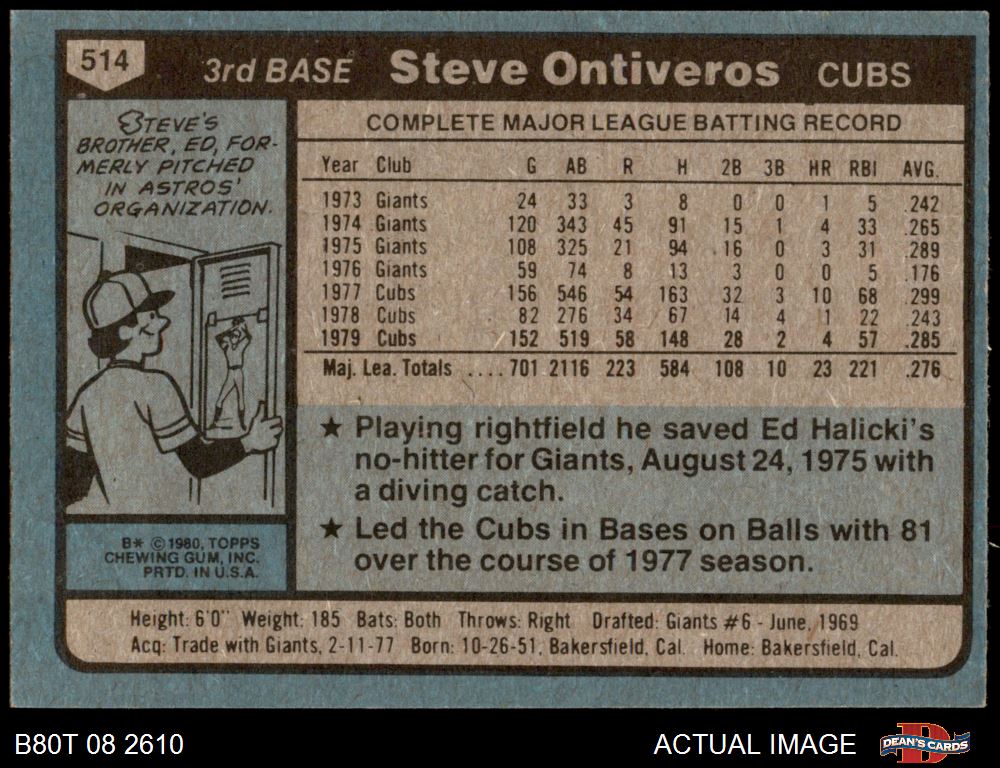 514
3rd BASE Steve Ontiveros CUBS
STEVE'S
BROTHER, ED, FOR-
MERLY PITCHED
IN ASTROS'
ORGANIZATION.
B* © 1980, TOPPS
CHEWING GUM, INC.
PRTD. IN U.S.A.
COMPLETE MAJOR LEAGUE BATTING RECORD
Year Club G AB R H 2B 3B HR RBI AVG.
1973 Giants 24 33 3 8 0 0 1 5 .242
1974 Giants 120 343 45 91 15 1 4 33 .265
1975 Giants 108 325 21 94 16 0 3 31 .289
1976 Giants 59 74 8 13 3 0 0 5 .176
1977 Cubs 156 546 54 163 32 3 10 68 .299
1978 Cubs 82 276 34 67 14 4 1 22 .243
1979 Cubs 152 519 58 148 28 2 4 57 .285
Maj. Lea. Totals .... 701 2116 223 584 108 10 23 221 .276
★ Playing rightfield he saved Ed Halicki's
no-hitter for Giants, August 24, 1975 with
a diving catch.
★ Led the Cubs in Bases on Balls with 81
over the course of 1977 season.
Height: 6'0" Weight: 185 Bats: Both Throws: Right Drafted: Giants #6 - June, 1969
Acq: Trade with Giants, 2-11-77 Born: 10-26-51, Bakersfield, Cal. Home: Bakersfield, Cal.
B80T 08 2610
ACTUAL IMAGE
DEAN'S CARDS